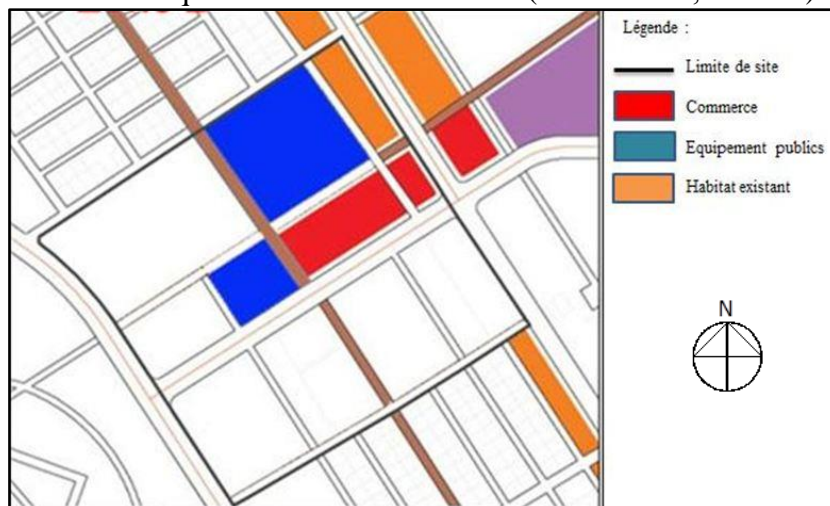 Légende :
Limite de site
Commerce
Equipement publics
Habitat existant
N